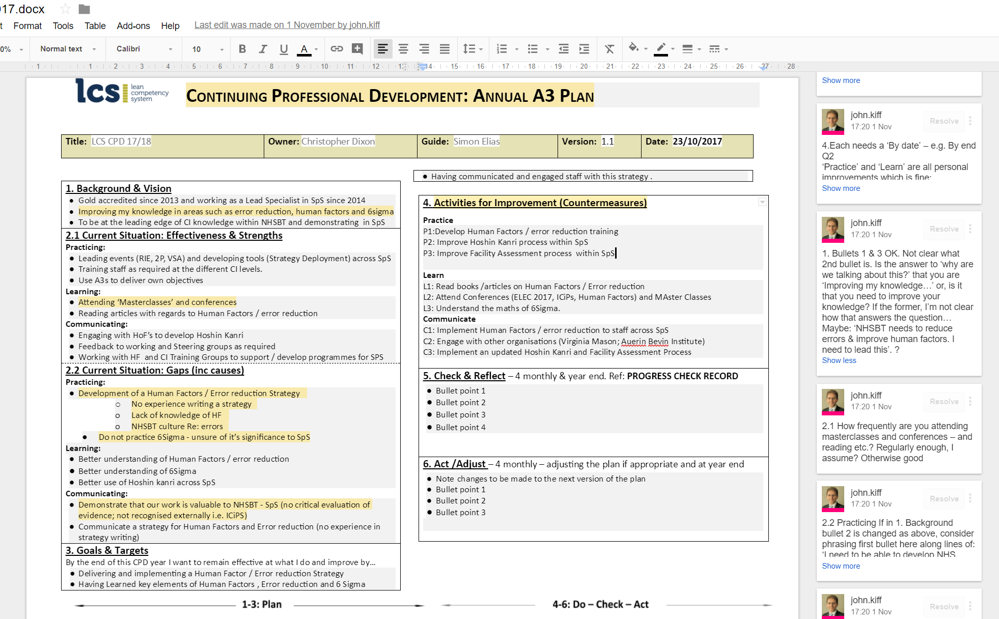 17.docx
t Format Tools Table Add-ons Help Last edit was made on 1 November by john.kiff
0% Normal text Calibri 10 B I U A
1 1 2 3 4 5 6 7 8 9 10 11 12 13 14 15 16 17 18 19 20 21 22 23 24 25 26 27 28
lcs lean competency system
CONTINUING PROFESSIONAL DEVELOPMENT: ANNUAL A3 PLAN
Title: LCS CPD 17/18 Owner: Christopher Dixon Guide: Simon Elias Version: 1.1 Date: 23/10/2017
1. Background & Vision
● Gold accredited since 2013 and working as a Lead Specialist in SpS since 2014
● Improving my knowledge in areas such as error reduction, human factors and 6sigma
● To be at the leading edge of CI knowledge within NHSBT and demonstrating in SpS
2.1 Current Situation: Effectiveness & Strengths
Practicing:
● Leading events (RIE, 2P, VSA) and developing tools (Strategy Deployment) across SpS
● Training staff as required at the different CI levels.
● Use A3s to deliver own objectives
Learning:
● Attending ‘Masterclasses’ and conferences
● Reading articles with regards to Human Factors / error reduction
Communicating:
● Engaging with HoF’s to develop Hoshin Kanri
● Feedback to working and Steering groups as required
● Working with HF and CI Training Groups to support / develop programmes for SPS
2.2 Current Situation: Gaps (inc causes)
Practicing:
● Development of a Human Factors / Error reduction Strategy
o No experience writing a strategy
o Lack of knowledge of HF
o NHSBT culture Re: errors
● Do not practice 6Sigma - unsure of it’s significance to SpS
Learning:
● Better understanding of Human Factors / error reduction
● Better understanding of 6Sigma
● Better use of Hoshin kanri across SpS
Communicating:
● Demonstrate that our work is valuable to NHSBT - SpS (no critical evaluation of
evidence; not recognised externally i.e. ICiPS)
● Communicate a strategy for Human Factors and Error reduction (no experience in
strategy writing)
3. Goals & Targets
By the end of this CPD year I want to remain effective at what I do and improve by…
● Delivering and implementing a Human Factor / Error reduction Strategy
● Having Learned key elements of Human Factors , Error reduction and 6 Sigma
1-3: Plan
● Having communicated and engaged staff with this strategy .
4. Activities for Improvement (Countermeasures)
Practice
P1:Develop Human Factors / error reduction training
P2: Improve Hoshin Kanri process within SpS
P3: Improve Facility Assessment process within SpS
Learn
L1: Read books /articles on Human Factors / Error reduction
L2: Attend Conferences (ELEC 2017, ICiPs, Human Factors) and MAster Classes
L3: Understand the maths of 6Sigma.
Communicate
C1: Implement Human Factors / error reduction to staff across SpS
C2: Engage with other organisations (Virginia Mason; Auerin Bevin Institute)
C3: Implement an updated Hoshin Kanri and Facility Assessment Process
5. Check & Reflect – 4 monthly & year end. Ref: PROGRESS CHECK RECORD
● Bullet point 1
● Bullet point 2
● Bullet point 3
● Bullet point 4
6. Act /Adjust – 4 monthly – adjusting the plan if appropriate and at year end
● Note changes to be made to the next version of the plan
● Bullet point 1
● Bullet point 2
● Bullet point 3
4-6: Do – Check – Act
Show more
john.kiff Resolve
17:20 1 Nov
4.Each needs a ‘By date’ – e.g. By end
Q2
‘Practice’ and ‘Learn’ are all personal
improvements which is fine;
Show more
john.kiff Resolve
17:20 1 Nov
1. Bullets 1 & 3 OK. Not clear what
2nd bullet is. Is the answer to ‘why are
we talking about this?’ that you are
‘Improving my knowledge…’ or, is it
that you need to improve your
knowledge? If the former, I’m not clear
how that answers the question…
Maybe: ‘NHSBT needs to reduce
errors & improve human factors. I
need to lead this’. ?
Show less
john.kiff Resolve
17:20 1 Nov
2.1 How frequently are you attending
masterclasses and conferences – and
reading etc.? Regularly enough, I
assume? Otherwise good
john.kiff Resolve
17:20 1 Nov
2.2 Practicing If in 1. Background
bullet 2 is changed as above, consider
phrasing first bullet here along lines of:
‘I need to be able to develop NHS
Show more
john.kiff Resolve
17:20 1 Nov